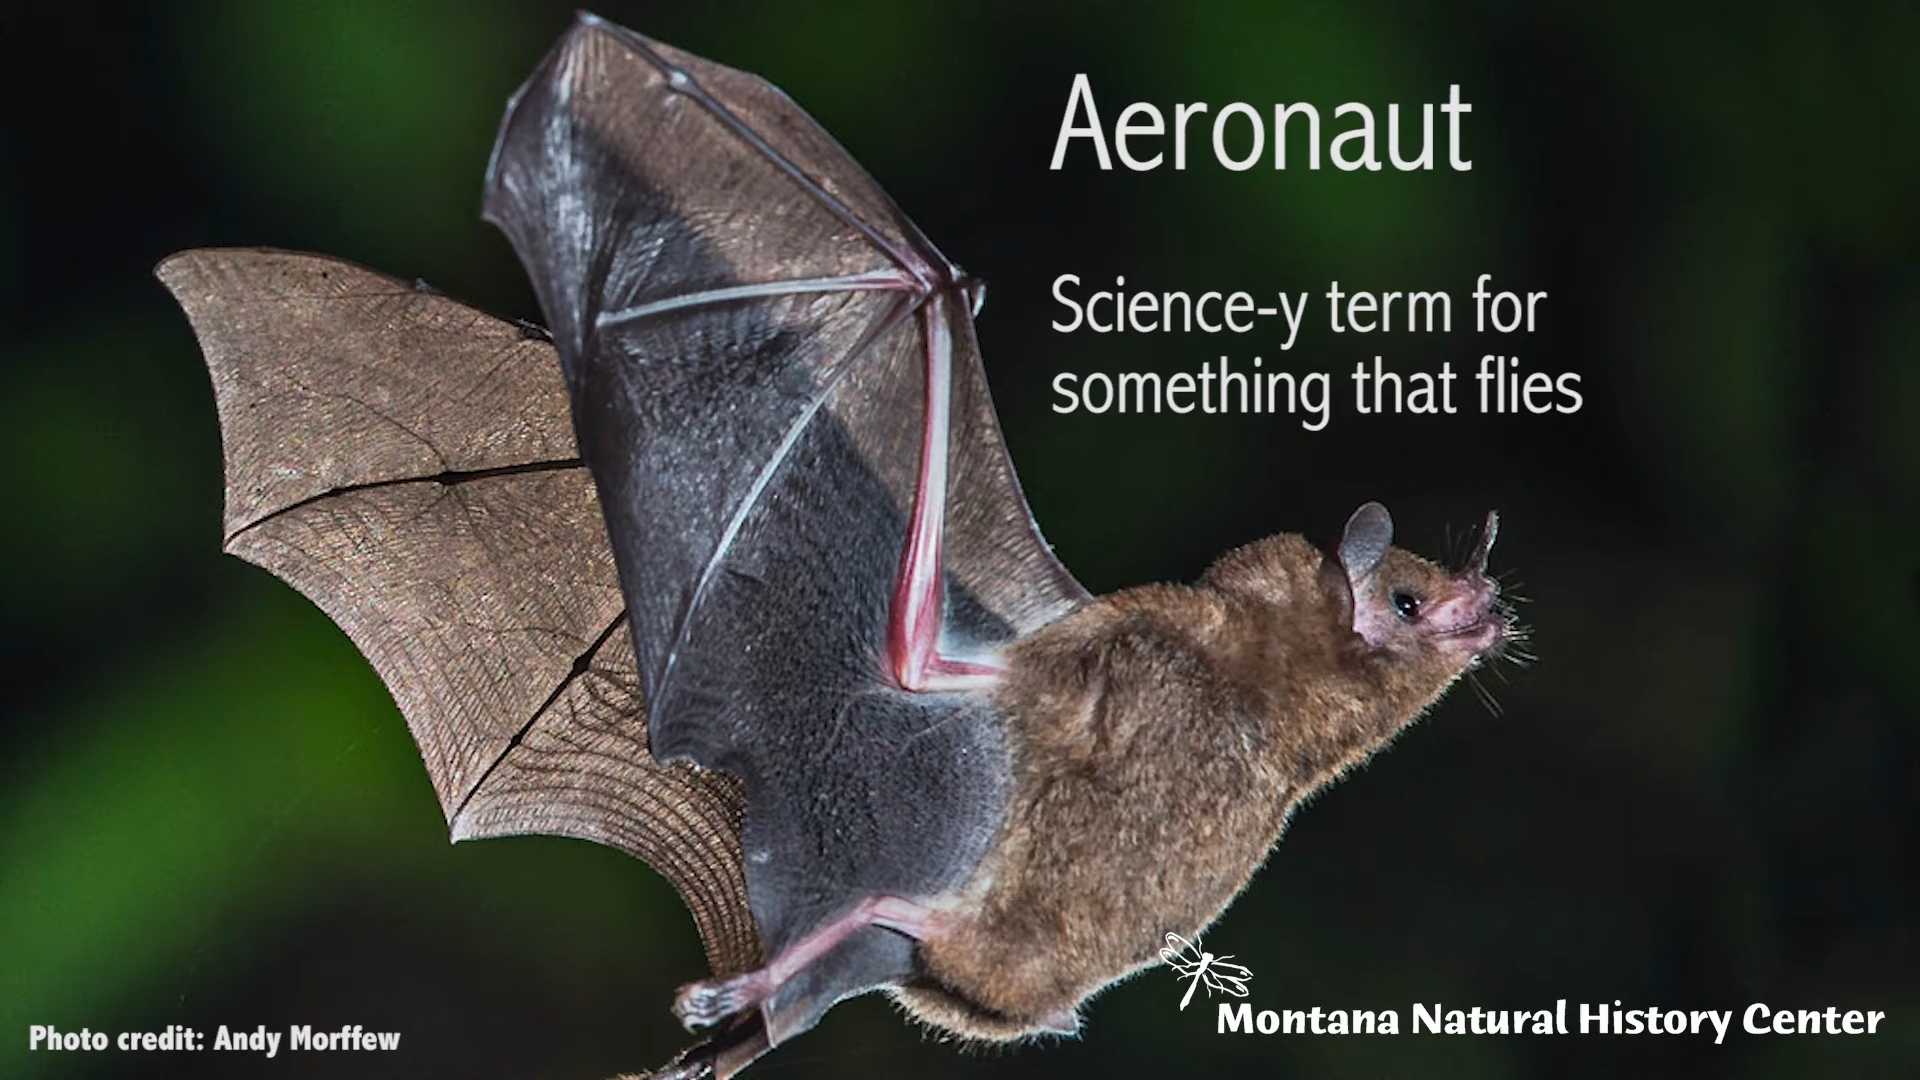 Aeronaut
Science-y term for
something that flies
Montana Natural History Center
Photo credit: Andy Morffew